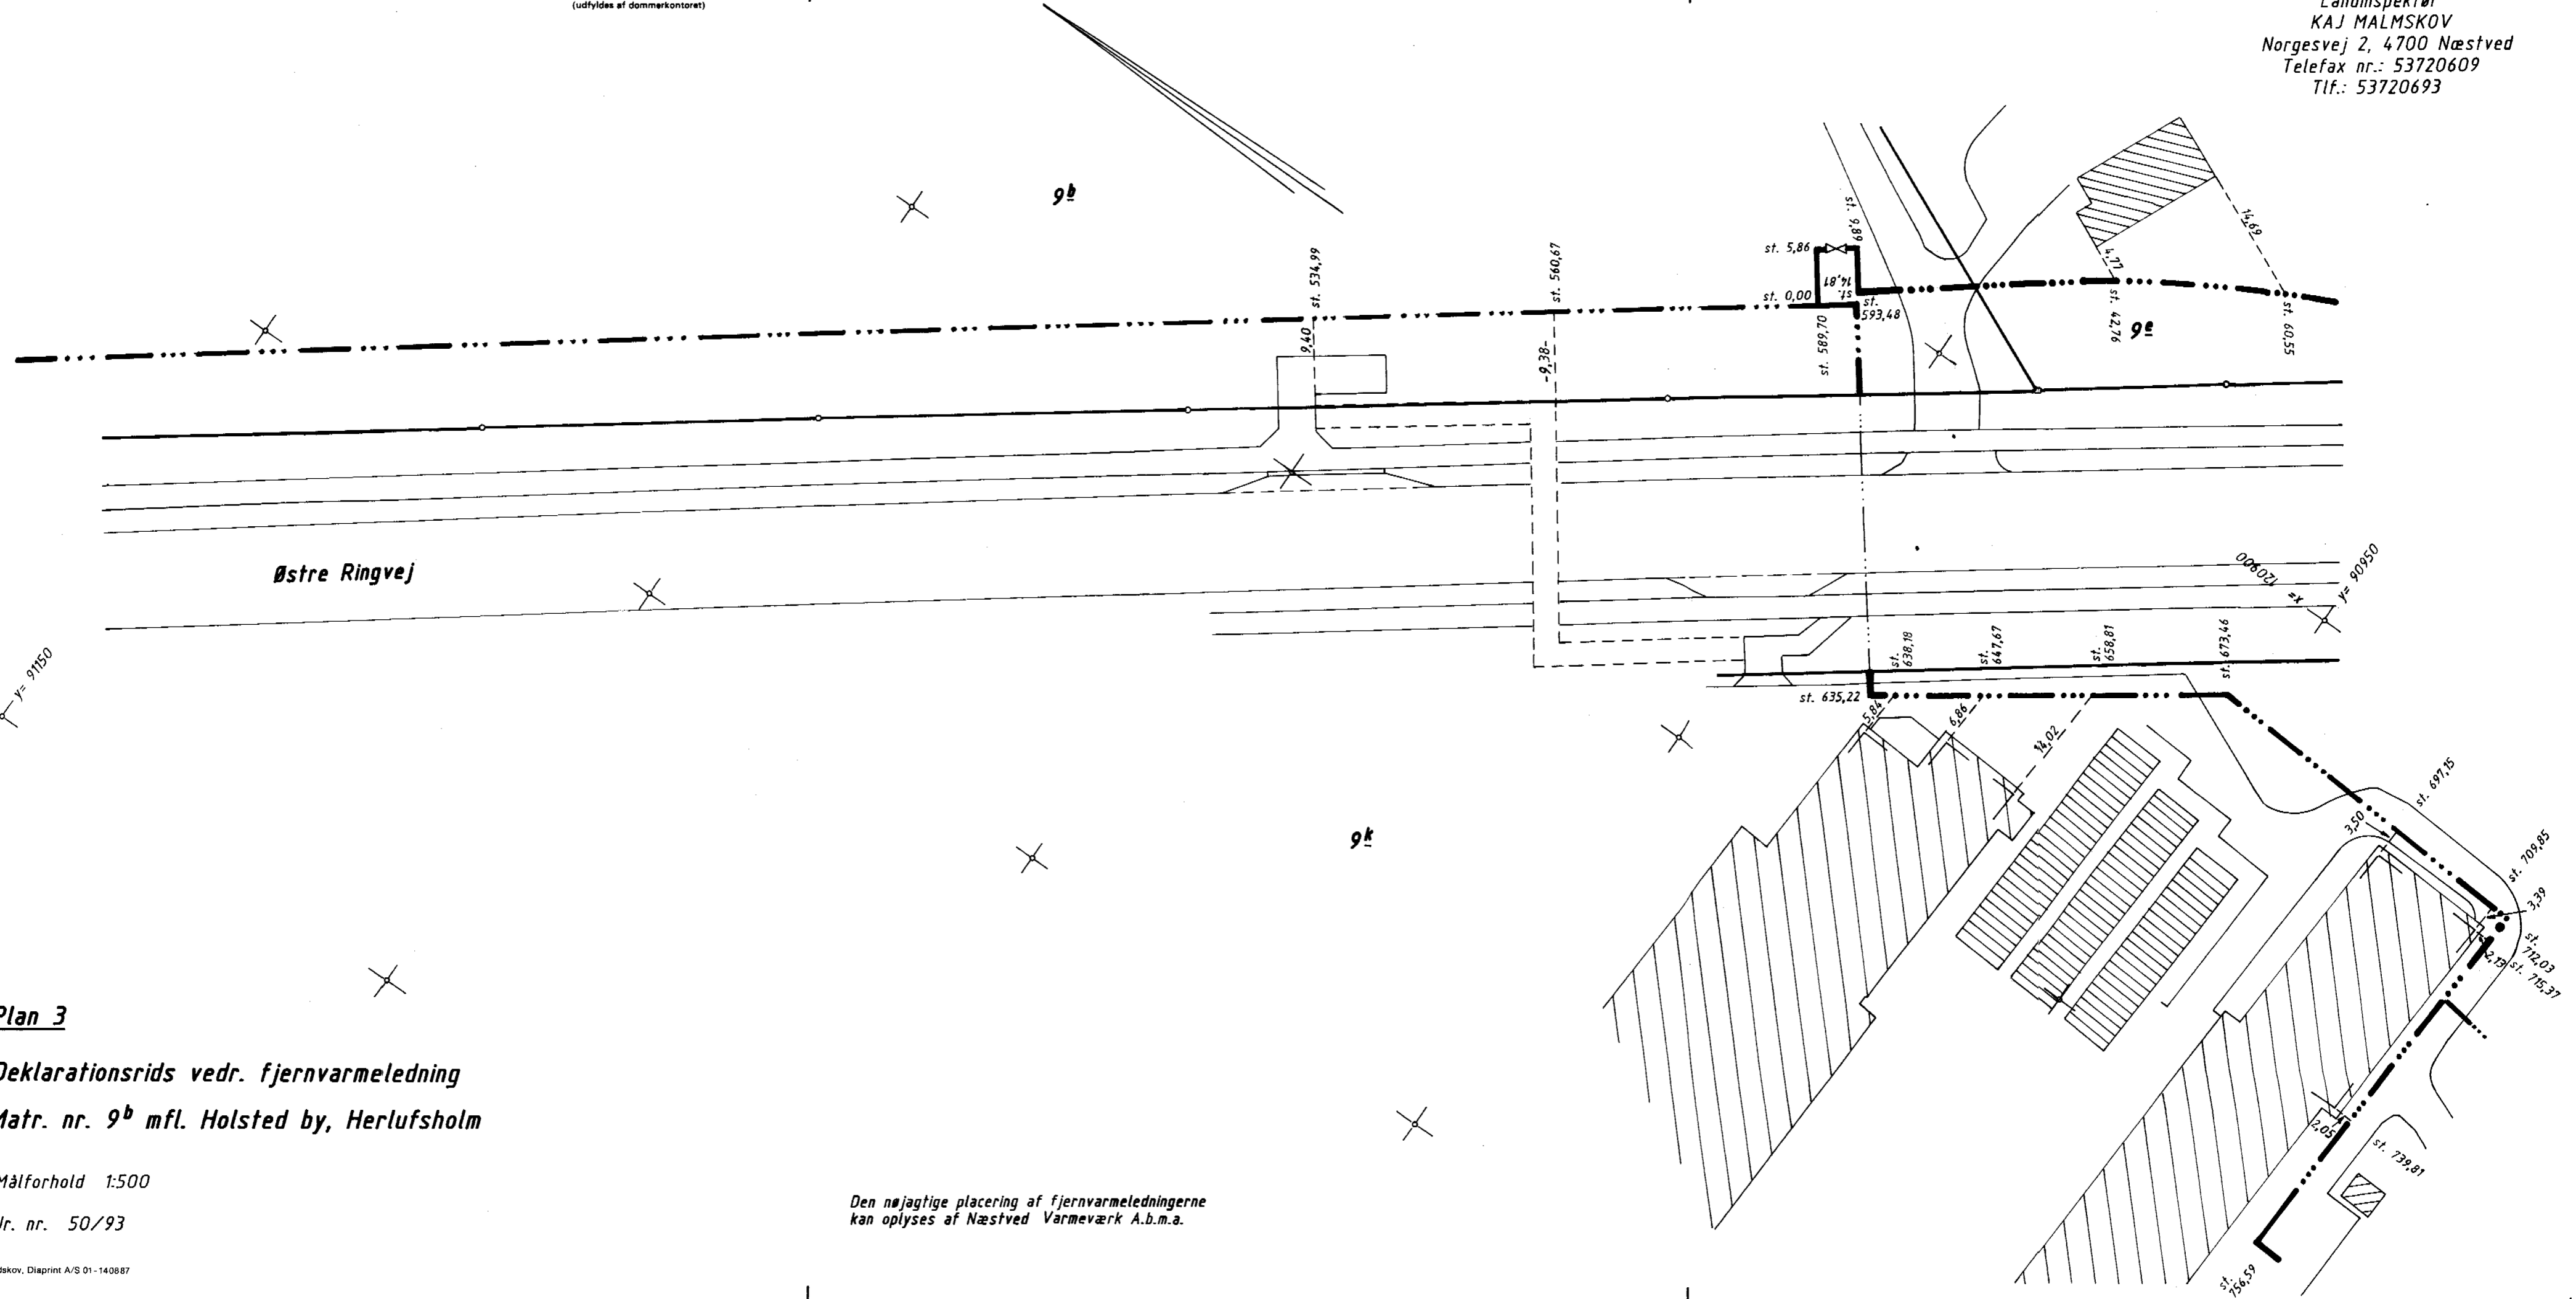 (udfyldes af dommerkontoret)
KAJ MALMSKOV
Norgesvej 2, 4700 Næstved
Telefax nr.: 53720609
Tlf.: 53720693
9b
st. 534,99
9,40
st. 560,67
-9,38-
st. 5,86
st. 9,89
st. 14,81
st. 0,00
st.
593,48
st. 589,70
4,77
14,69
st. 42,76
9e
st. 60,55
Østre Ringvej
x= 120900
y= 90950
y= 91150
st.
638,18
st.
647,67
st.
658,81
st. 673,46
st. 635,22
5,84
6,86
14,02
st. 697,15
3,50
st. 709,85
3,39
st.
712,03
2,13
st. 715,37
9k
2,05
st. 739,81
st.
756,59
Plan 3
Deklarationsrids vedr. fjernvarmeledning
Matr. nr. 9b mfl. Holsted by, Herlufsholm
Målforhold 1:500
nr. 50/93
Den nøjagtige placering af fjernvarmeledningerne
kan oplyses af Næstved Varmeværk A.b.m.a.
Diaprint A/S 01-140887